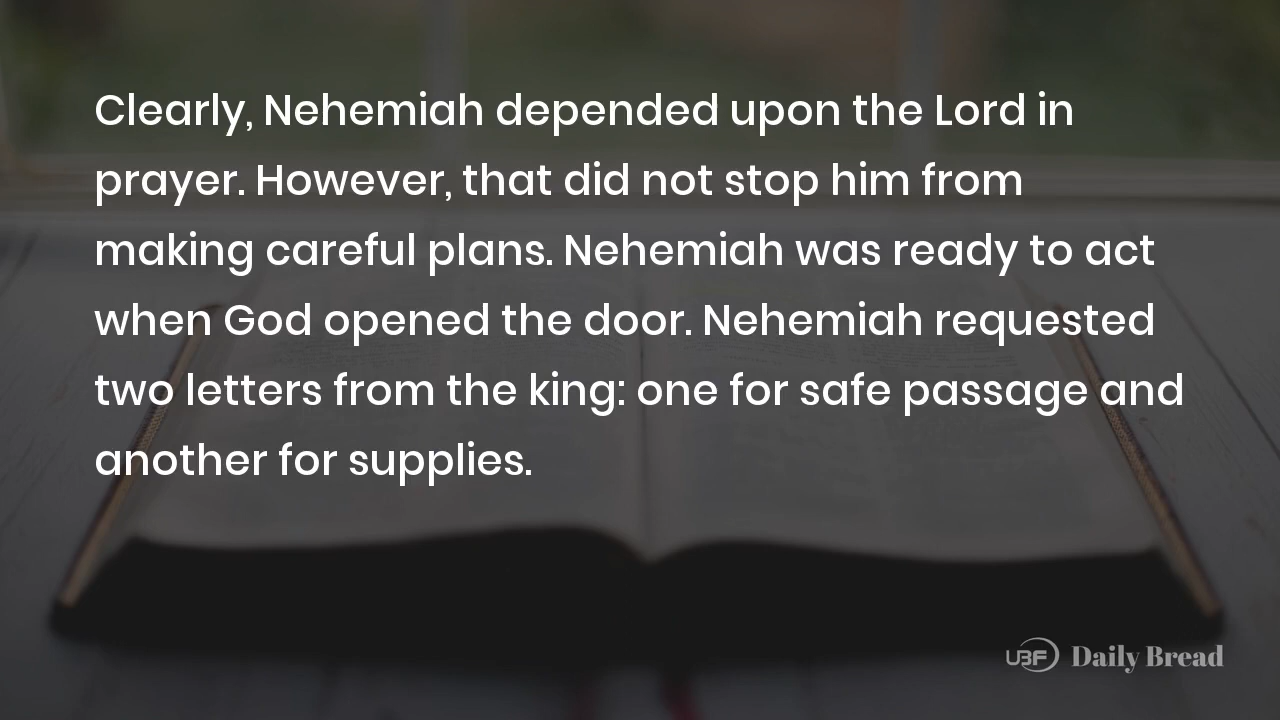 Clearly, Nehemiah depended upon the Lord in
prayer. However, that did not stop him from
making careful plans. Nehemiah was ready to act
when God opened the door. Nehemiah requested
two letters from the king: one for safe passage and
another for supplies.
UBF Daily Bread